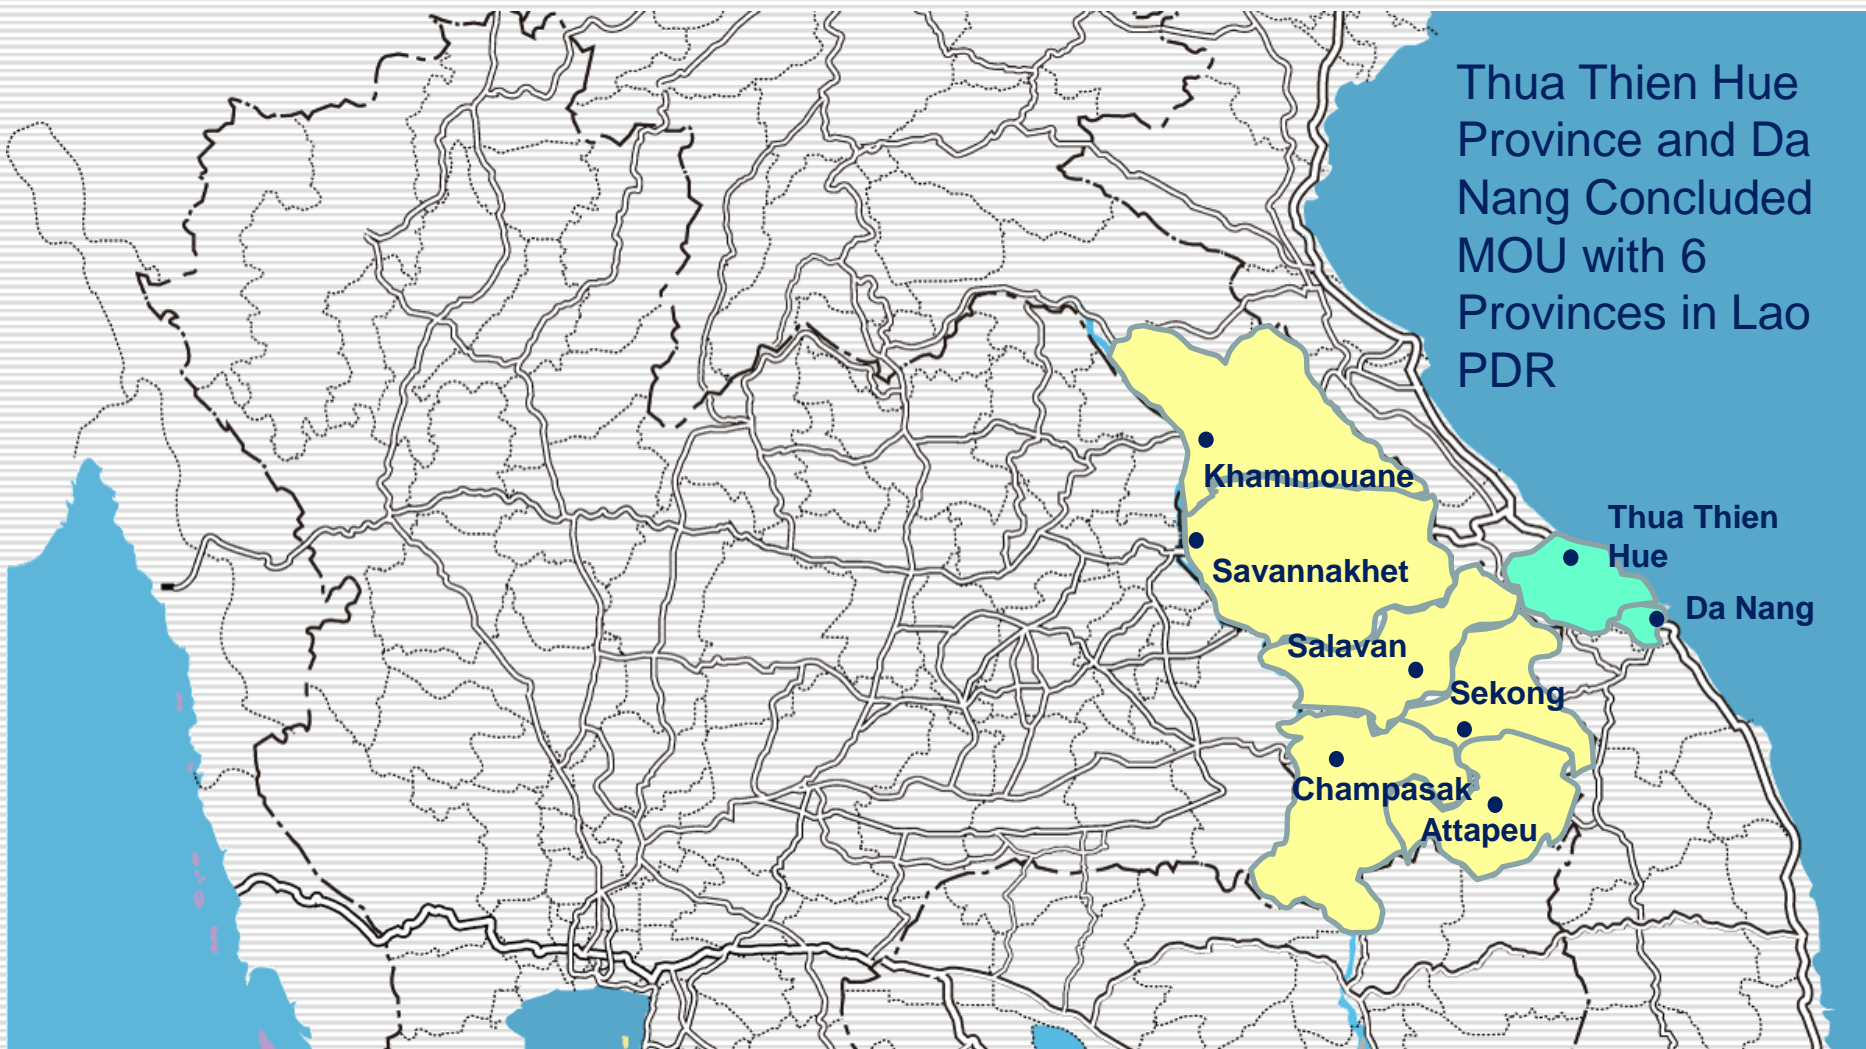 Thua Thien Hue
Province and Da
Nang Concluded
MOU with 6
Provinces in Lao
PDR
Khammouane
Thua Thien
Hue
Savannakhet
Da Nang
Salavan
Sekong
Champasak
Attapeu